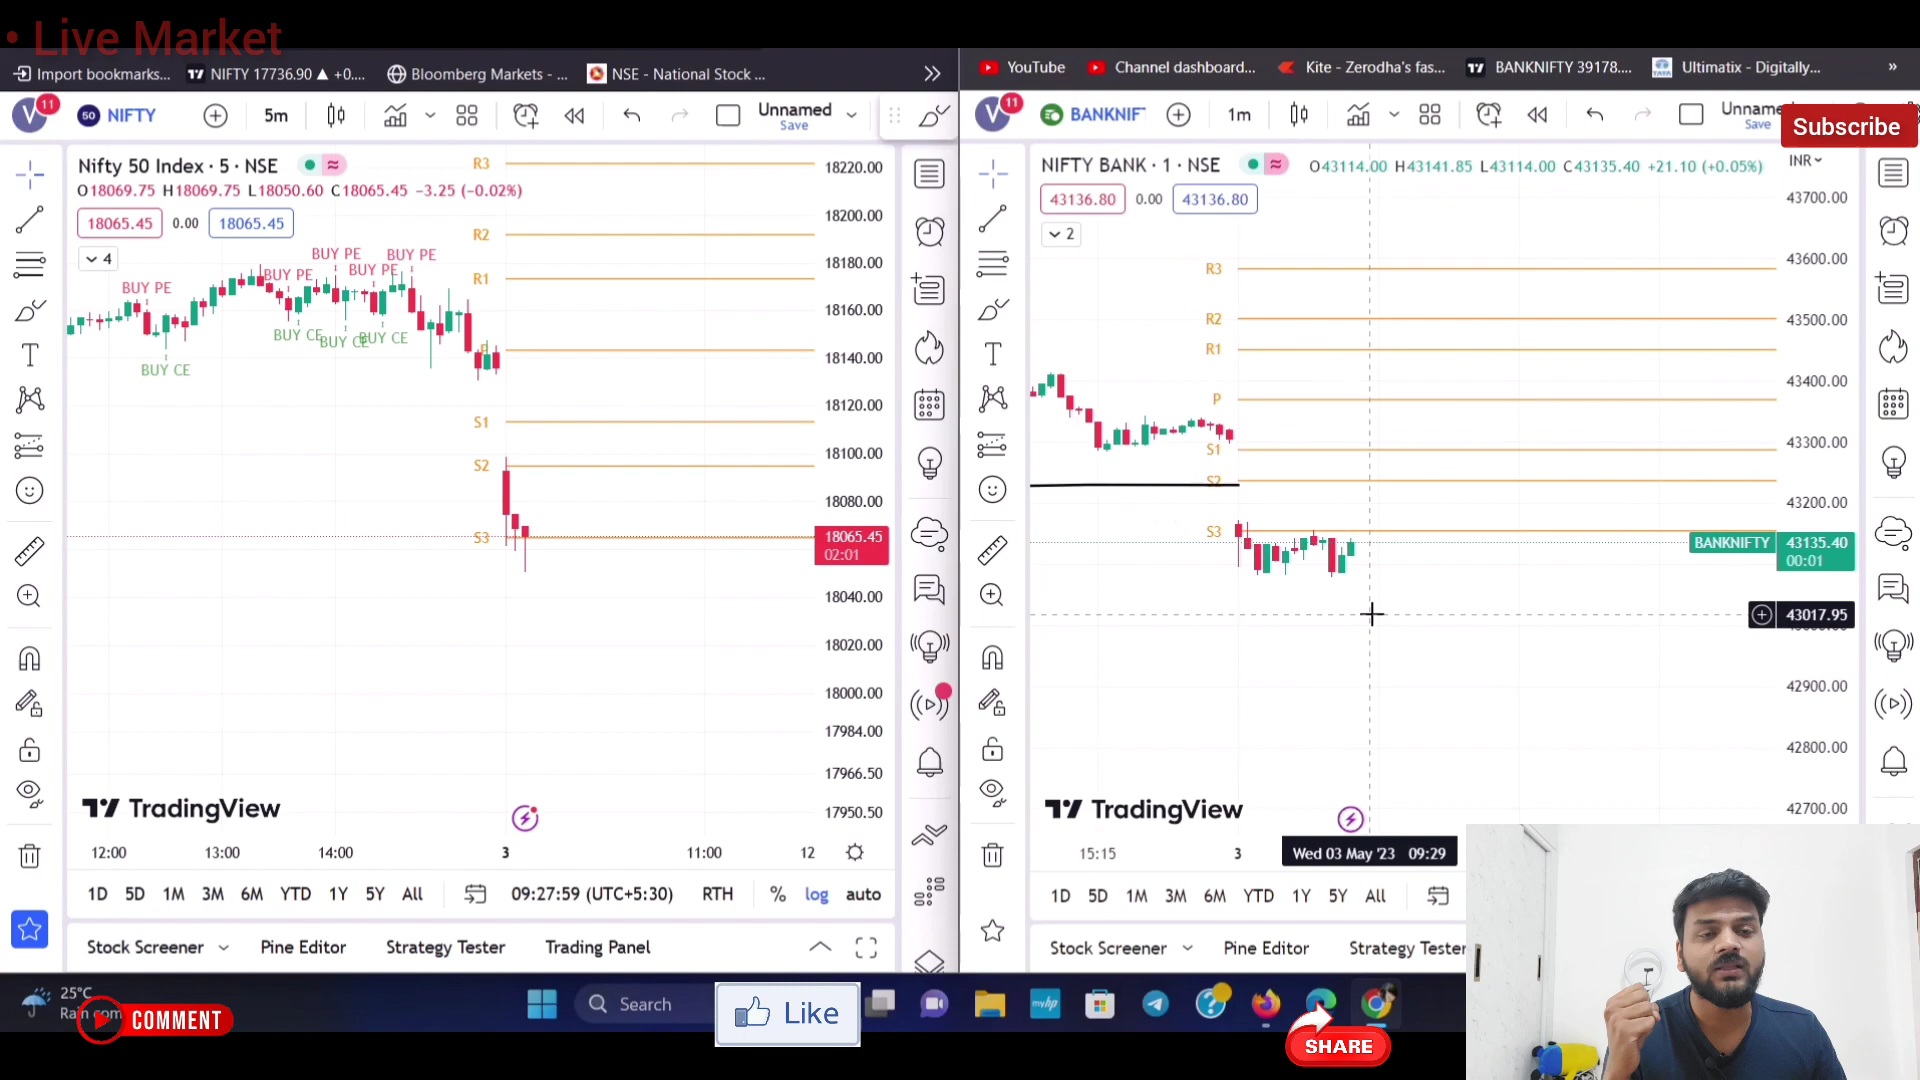 • Live Market
Import bookmarks...
NIFTY 17736.90 ▲ +0....
Bloomberg Markets - ...
NSE - National Stock ...
V
11
50
NIFTY
5m
Unnamed
Save
Nifty 50 Index · 5 · NSE
O18069.75 H18069.75 L18050.60 C18065.45 −3.25 (−0.02%)
18065.45
0.00
18065.45
4
R3
R2
R1
P
S1
S2
S3
BUY PE
BUY PE
BUY PE
BUY PE
BUY PE
BUY CE
BUY CE
BUY CE
BUY CE
18220.00
18200.00
18180.00
18160.00
18140.00
18120.00
18100.00
18080.00
18065.45
02:01
18040.00
18020.00
18000.00
17984.00
17966.50
17950.50
TradingView
12:00
13:00
14:00
3
11:00
12
1D
5D
1M
3M
6M
YTD
1Y
5Y
All
09:27:59 (UTC+5:30)
RTH
%
log
auto
Stock Screener
Pine Editor
Strategy Tester
Trading Panel
YouTube
Channel dashboard...
Kite - Zerodha's fas...
BANKNIFTY 39178....
Ultimatix - Digitally...
V
11
BANKNIF
1m
Unname
Save
Subscribe
NIFTY BANK · 1 · NSE
O43114.00 H43141.85 L43114.00 C43135.40 +21.10 (+0.05%)
INR
43136.80
0.00
43136.80
2
R3
R2
R1
P
S1
S2
S3
43700.00
43600.00
43500.00
43400.00
43300.00
43200.00
BANKNIFTY
43135.40
00:01
43017.95
42900.00
42800.00
42700.00
TradingView
15:15
3
Wed 03 May '23 09:29
1D
5D
1M
3M
6M
YTD
1Y
5Y
All
Stock Screener
Pine Editor
Strategy Tester
25°C
COMMENT
Search
Like
myhp
SHARE